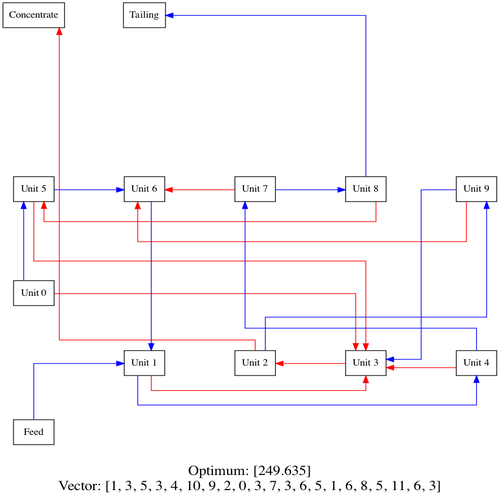 Concentrate
Tailing
Unit 5
Unit 6
Unit 7
Unit 8
Unit 9
Unit 0
Unit 1
Unit 2
Unit 3
Unit 4
Feed
Optimum: [249.635]
Vector: [1, 3, 5, 3, 4, 10, 9, 2, 0, 3, 7, 3, 6, 5, 1, 6, 8, 5, 11, 6, 3]